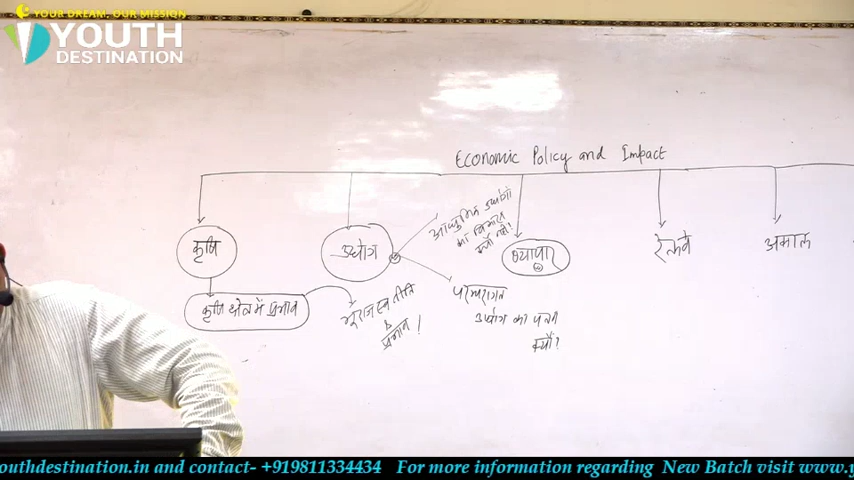 YOUR DREAM, OUR MISSION
YOUTH
DESTINATION
Economic Policy and Impact
कृषि
उद्योग
आधुनिक उद्योगों
का विकास
क्यों नहीं?
व्यापार
रेलवे
अकाल
कृषि क्षेत्र में प्रभाव
भू राजस्व नीति
&
प्रभाव !
परम्परागत
उद्योग का पतन
क्यों?
outhdestination.in and contact- +919811334434 For more information regarding New Batch visit www.y